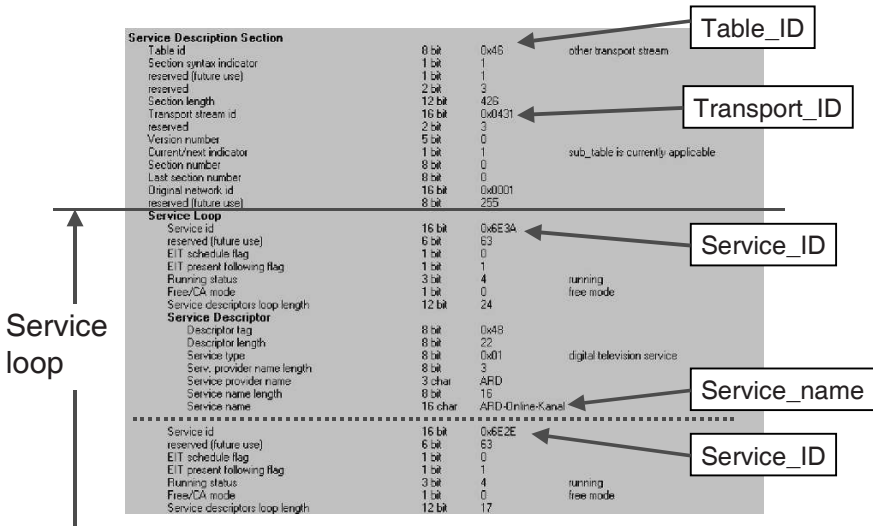 Service Description Section
Table id 8 bit 0x46 other transport stream
Section syntax indicator 1 bit 1
reserved (future use) 1 bit 1
reserved 2 bit 3
Section length 12 bit 426
Transport stream id 16 bit 0x0431
reserved 2 bit 3
Version number 5 bit 0
Current/next indicator 1 bit 1 sub_table is currently applicable
Section number 8 bit 0
Last section number 8 bit 0
Original network id 16 bit 0x0001
reserved (future use) 8 bit 255
Service Loop
Service id 16 bit 0x6E3A
reserved (future use) 6 bit 63
EIT schedule flag 1 bit 0
EIT present following flag 1 bit 1
Running status 3 bit 4 running
Free/CA mode 1 bit 0 free mode
Service descriptors loop length 12 bit 24
Service Descriptor
Descriptor tag 8 bit 0x48
Descriptor length 8 bit 22
Service type 8 bit 0x01 digital television service
Serv. provider name length 8 bit 3
Service provider name 3 char ARD
Service name length 8 bit 16
Service name 16 char ARD-Online-Kanal
Service id 16 bit 0x6E2E
reserved (future use) 6 bit 63
EIT schedule flag 1 bit 0
EIT present following flag 1 bit 1
Running status 3 bit 4 running
Free/CA mode 1 bit 0 free mode
Service descriptors loop length 12 bit 17
Table_ID
Transport_ID
Service_ID
Service_name
Service_ID
Service
loop